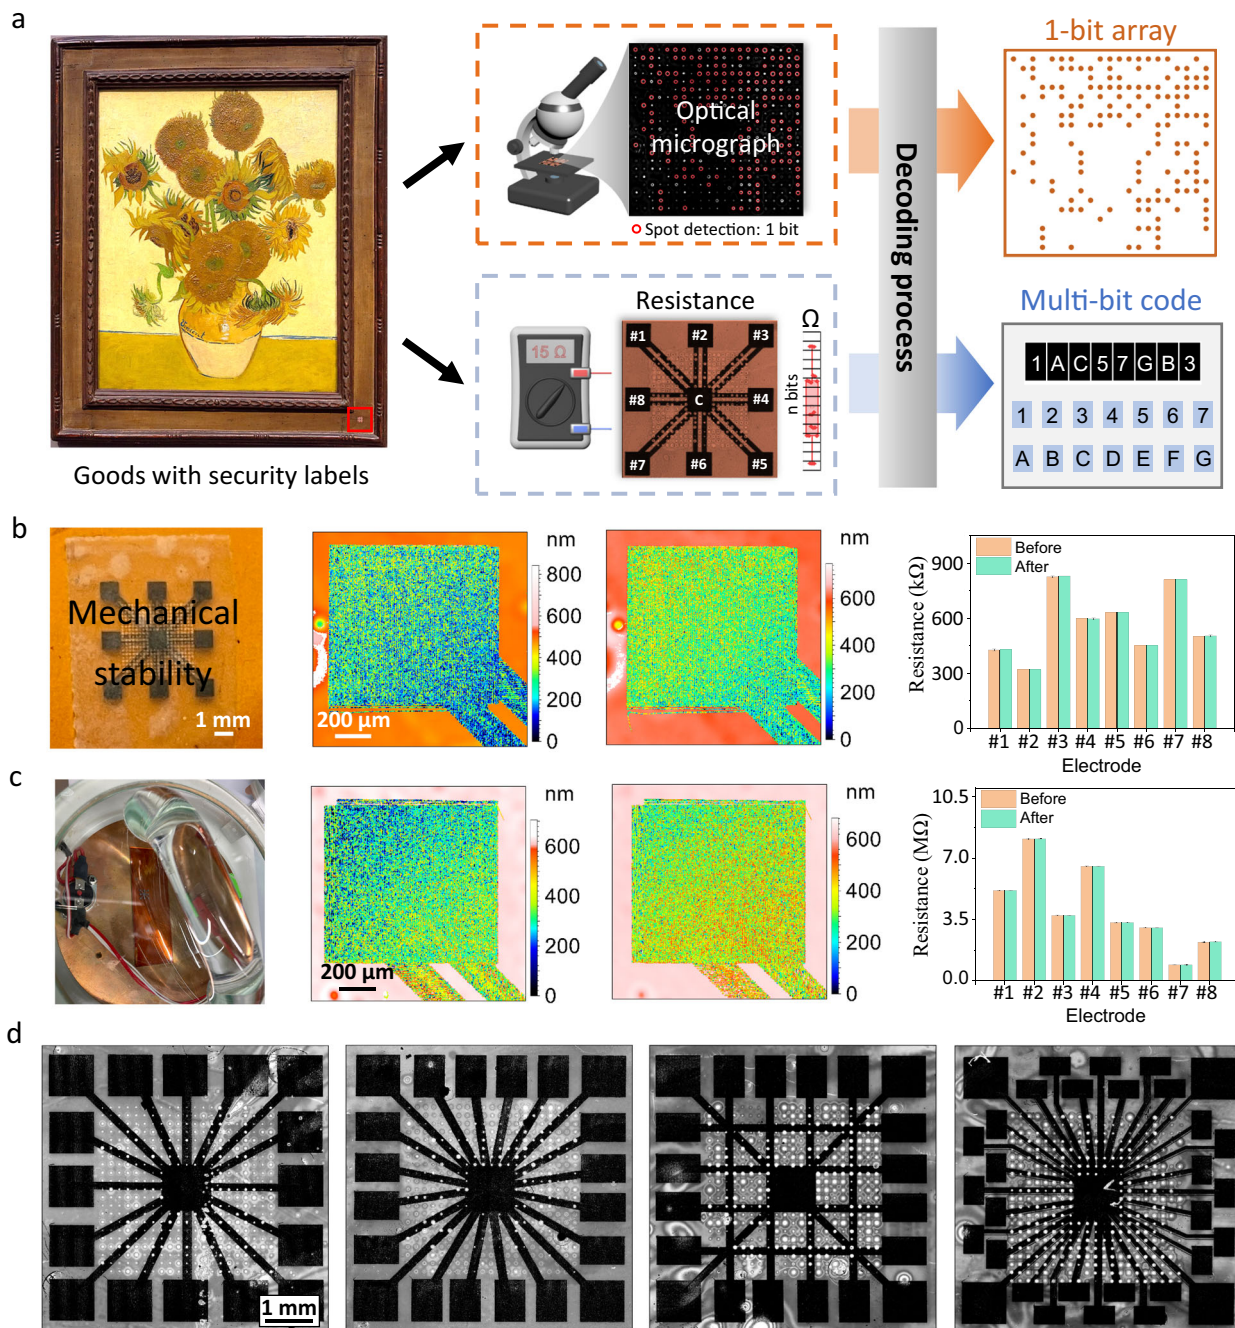 a
Goods with security labels
Optical
micrograph
Spot detection: 1 bit
15 Ω
Resistance
#1 #2 #3
#8 C #4
#7 #6 #5
Ω
n bits
Decoding process
1-bit array
Multi-bit code
1 A C 5 7 G B 3
1 2 3 4 5 6 7
A B C D E F G
b
Mechanical
stability
1 mm
200 µm
nm
800
600
400
200
0
nm
600
400
200
0
Resistance (kΩ)
900
600
300
0
Before
After
#1 #2 #3 #4 #5 #6 #7 #8
Electrode
c
200 µm
nm
600
400
200
0
nm
600
400
200
0
Resistance (MΩ)
10.5
7.0
3.5
0.0
Before
After
#1 #2 #3 #4 #5 #6 #7 #8
Electrode
d
1 mm